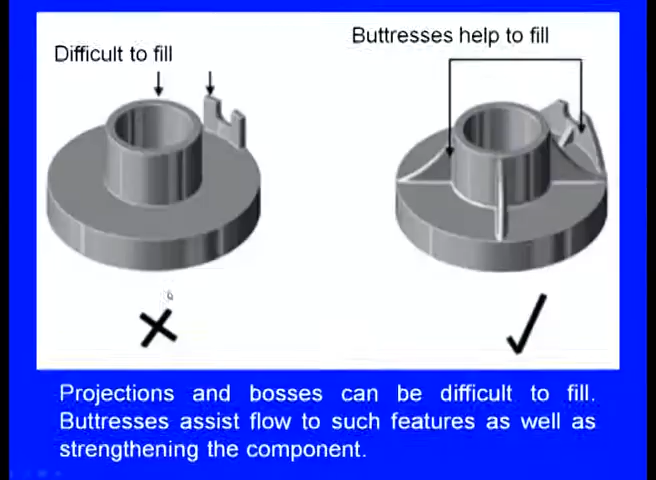 Buttresses help to fill
Difficult to fill
Projections and bosses can be difficult to fill.
Buttresses assist flow to such features as well as
strengthening the component.